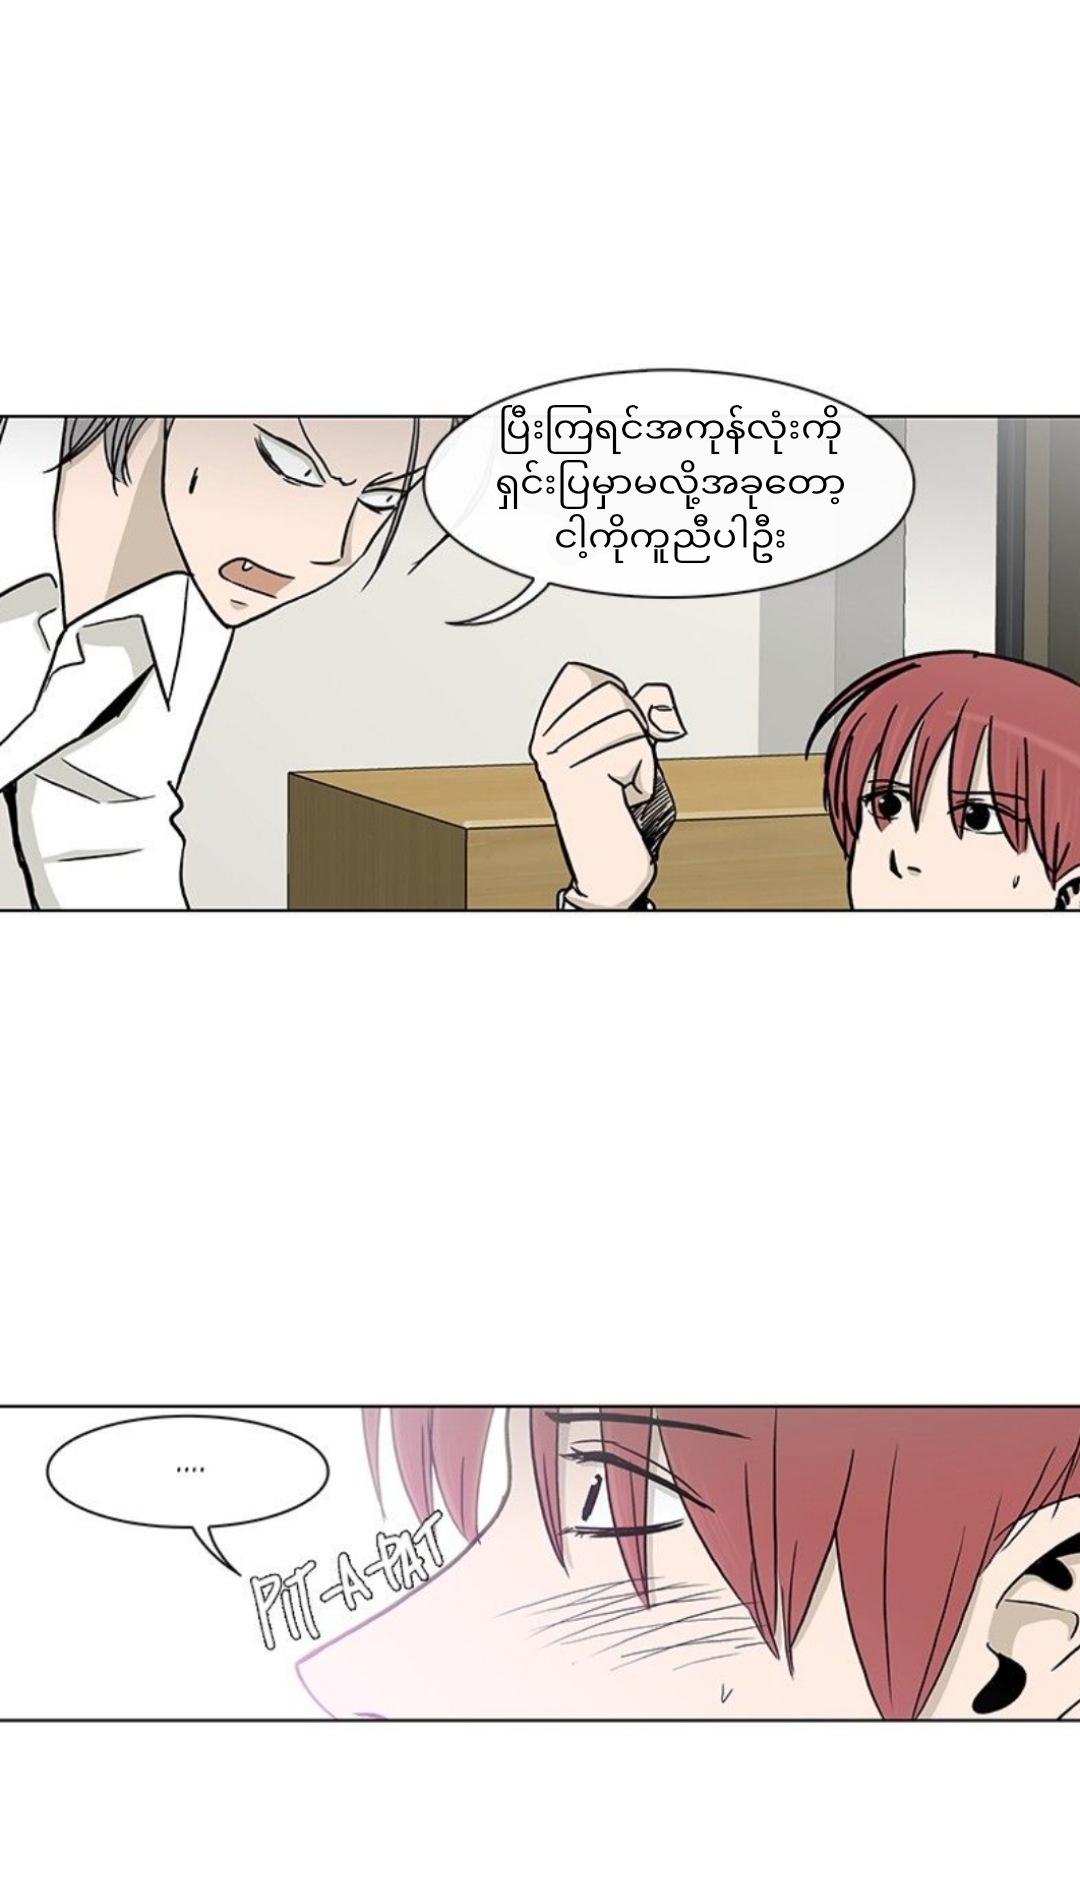 ပြီးကြရင်အကုန်လုံးကို
ရှင်းပြမှာမလို့အခုတော့
ငါ့ကိုကူညီပါဦး
....
PIT-A-PAT